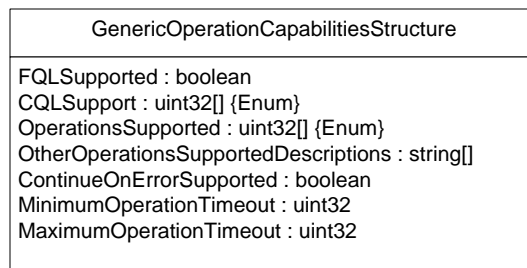 GenericOperationCapabilitiesStructure
FQLSupported : boolean
CQLSupport : uint32[] {Enum}
OperationsSupported : uint32[] {Enum}
OtherOperationsSupportedDescriptions : string[]
ContinueOnErrorSupported : boolean
MinimumOperationTimeout : uint32
MaximumOperationTimeout : uint32